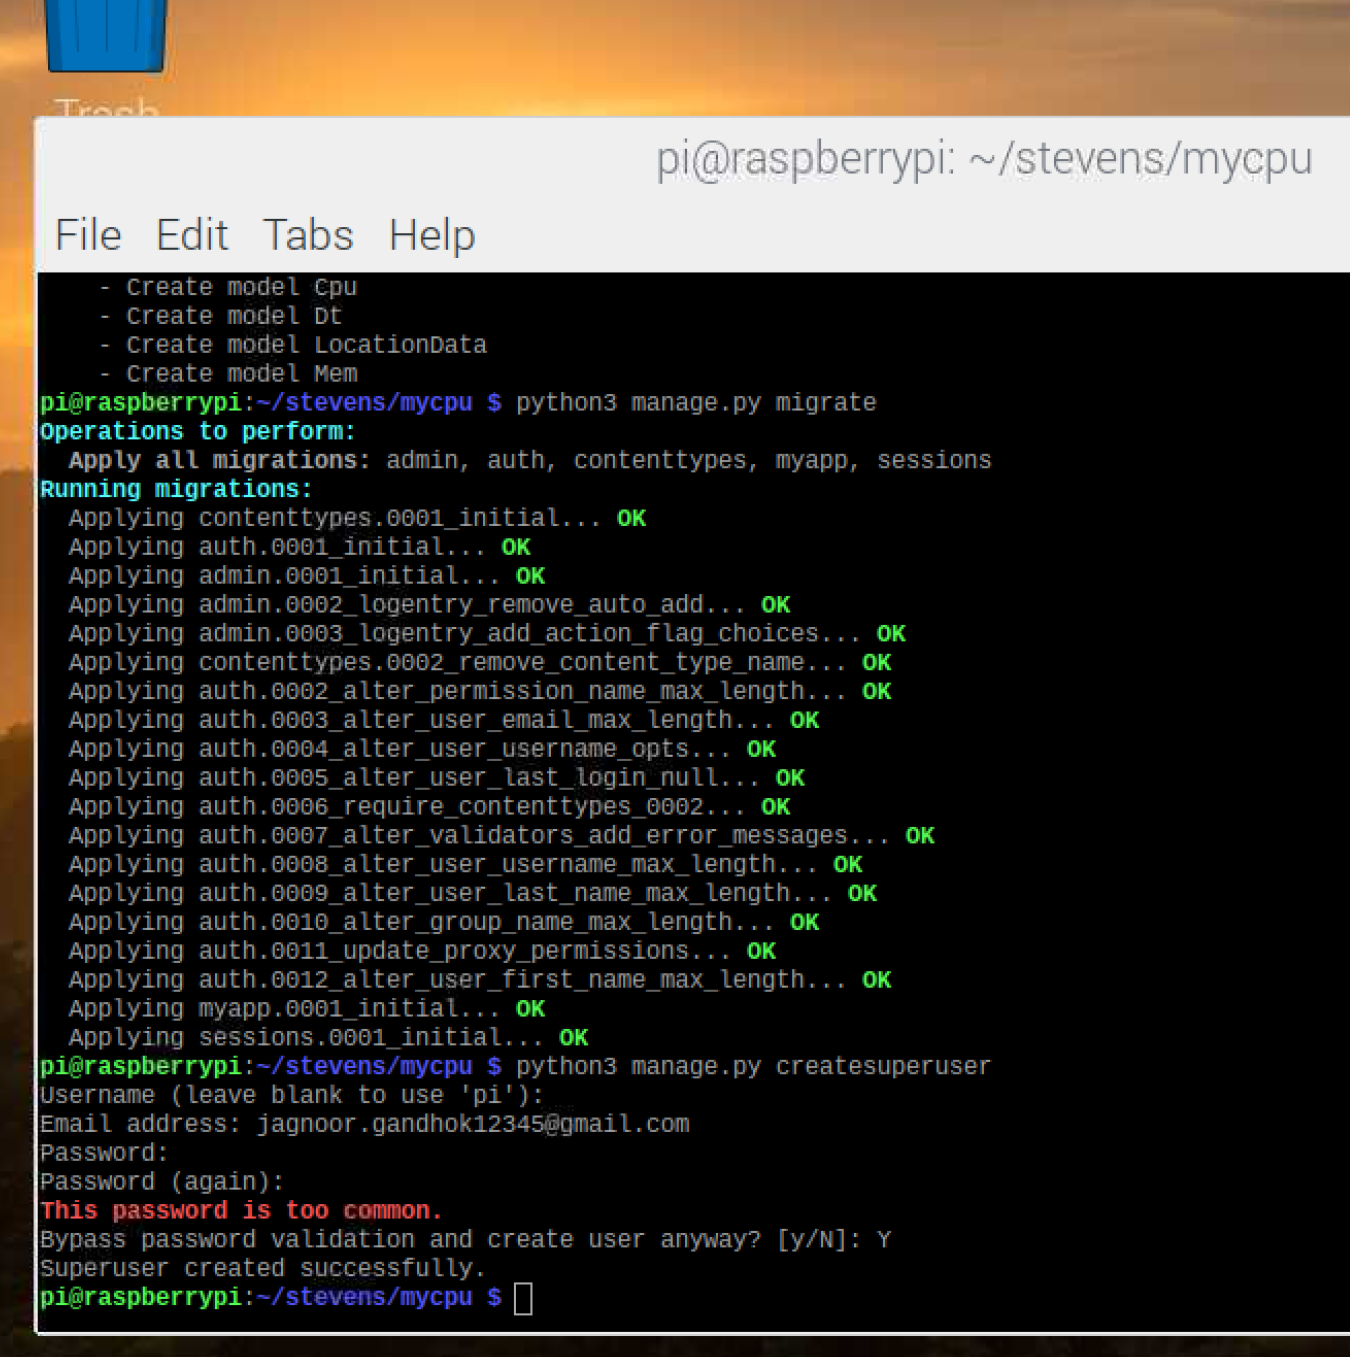 Trash
pi@raspberrypi: ~/stevens/mycpu
File Edit Tabs Help
- Create model Cpu
- Create model Dt
- Create model LocationData
- Create model Mem
pi@raspberrypi:~/stevens/mycpu $ python3 manage.py migrate
Operations to perform:
Apply all migrations: admin, auth, contenttypes, myapp, sessions
Running migrations:
Applying contenttypes.0001_initial... OK
Applying auth.0001_initial... OK
Applying admin.0001_initial... OK
Applying admin.0002_logentry_remove_auto_add... OK
Applying admin.0003_logentry_add_action_flag_choices... OK
Applying contenttypes.0002_remove_content_type_name... OK
Applying auth.0002_alter_permission_name_max_length... OK
Applying auth.0003_alter_user_email_max_length... OK
Applying auth.0004_alter_user_username_opts... OK
Applying auth.0005_alter_user_last_login_null... OK
Applying auth.0006_require_contenttypes_0002... OK
Applying auth.0007_alter_validators_add_error_messages... OK
Applying auth.0008_alter_user_username_max_length... OK
Applying auth.0009_alter_user_last_name_max_length... OK
Applying auth.0010_alter_group_name_max_length... OK
Applying auth.0011_update_proxy_permissions... OK
Applying auth.0012_alter_user_first_name_max_length... OK
Applying myapp.0001_initial... OK
Applying sessions.0001_initial... OK
pi@raspberrypi:~/stevens/mycpu $ python3 manage.py createsuperuser
Username (leave blank to use 'pi'):
Email address: jagnoor.gandhok12345@gmail.com
Password:
Password (again):
This password is too common.
Bypass password validation and create user anyway? [y/N]: Y
Superuser created successfully.
pi@raspberrypi:~/stevens/mycpu $